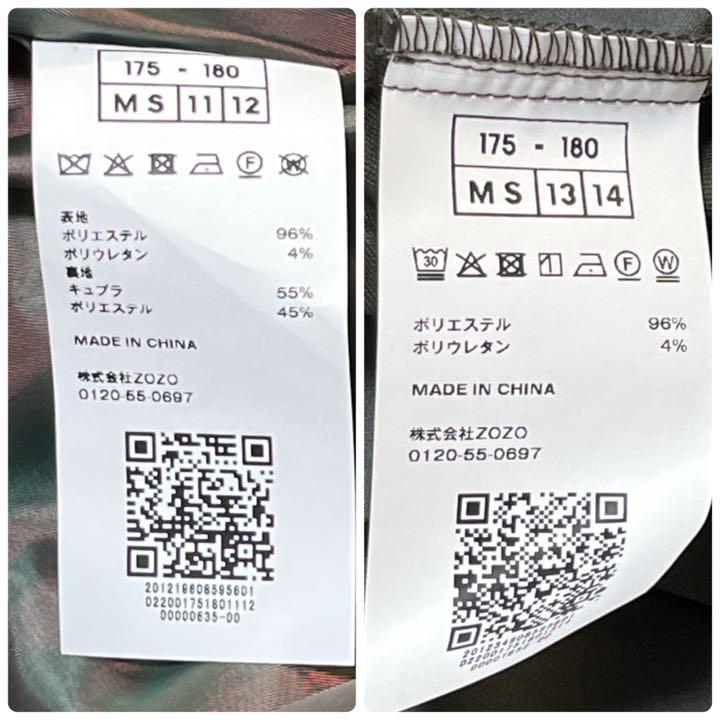 175 - 180
M S 11 12
F W
表地
ポリエステル 96%
ポリウレタン 4%
裏地
キュプラ 55%
ポリエステル 45%
MADE IN CHINA
株式会社ZOZO
0120-55-0697
201218608595601
022001751801112
00000635-00
175 - 180
M S 13 14
30 F W
ポリエステル 96%
ポリウレタン 4%
MADE IN CHINA
株式会社ZOZO
0120-55-0697